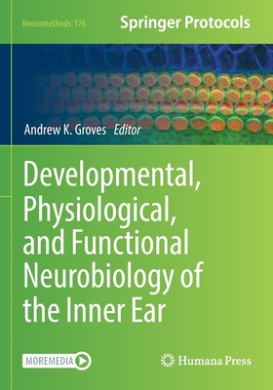 Neuromethods 176
Springer Protocols
Andrew K. Groves Editor
Developmental,
Physiological,
and Functional
Neurobiology of
the Inner Ear
MOREMEDIA
Humana Press